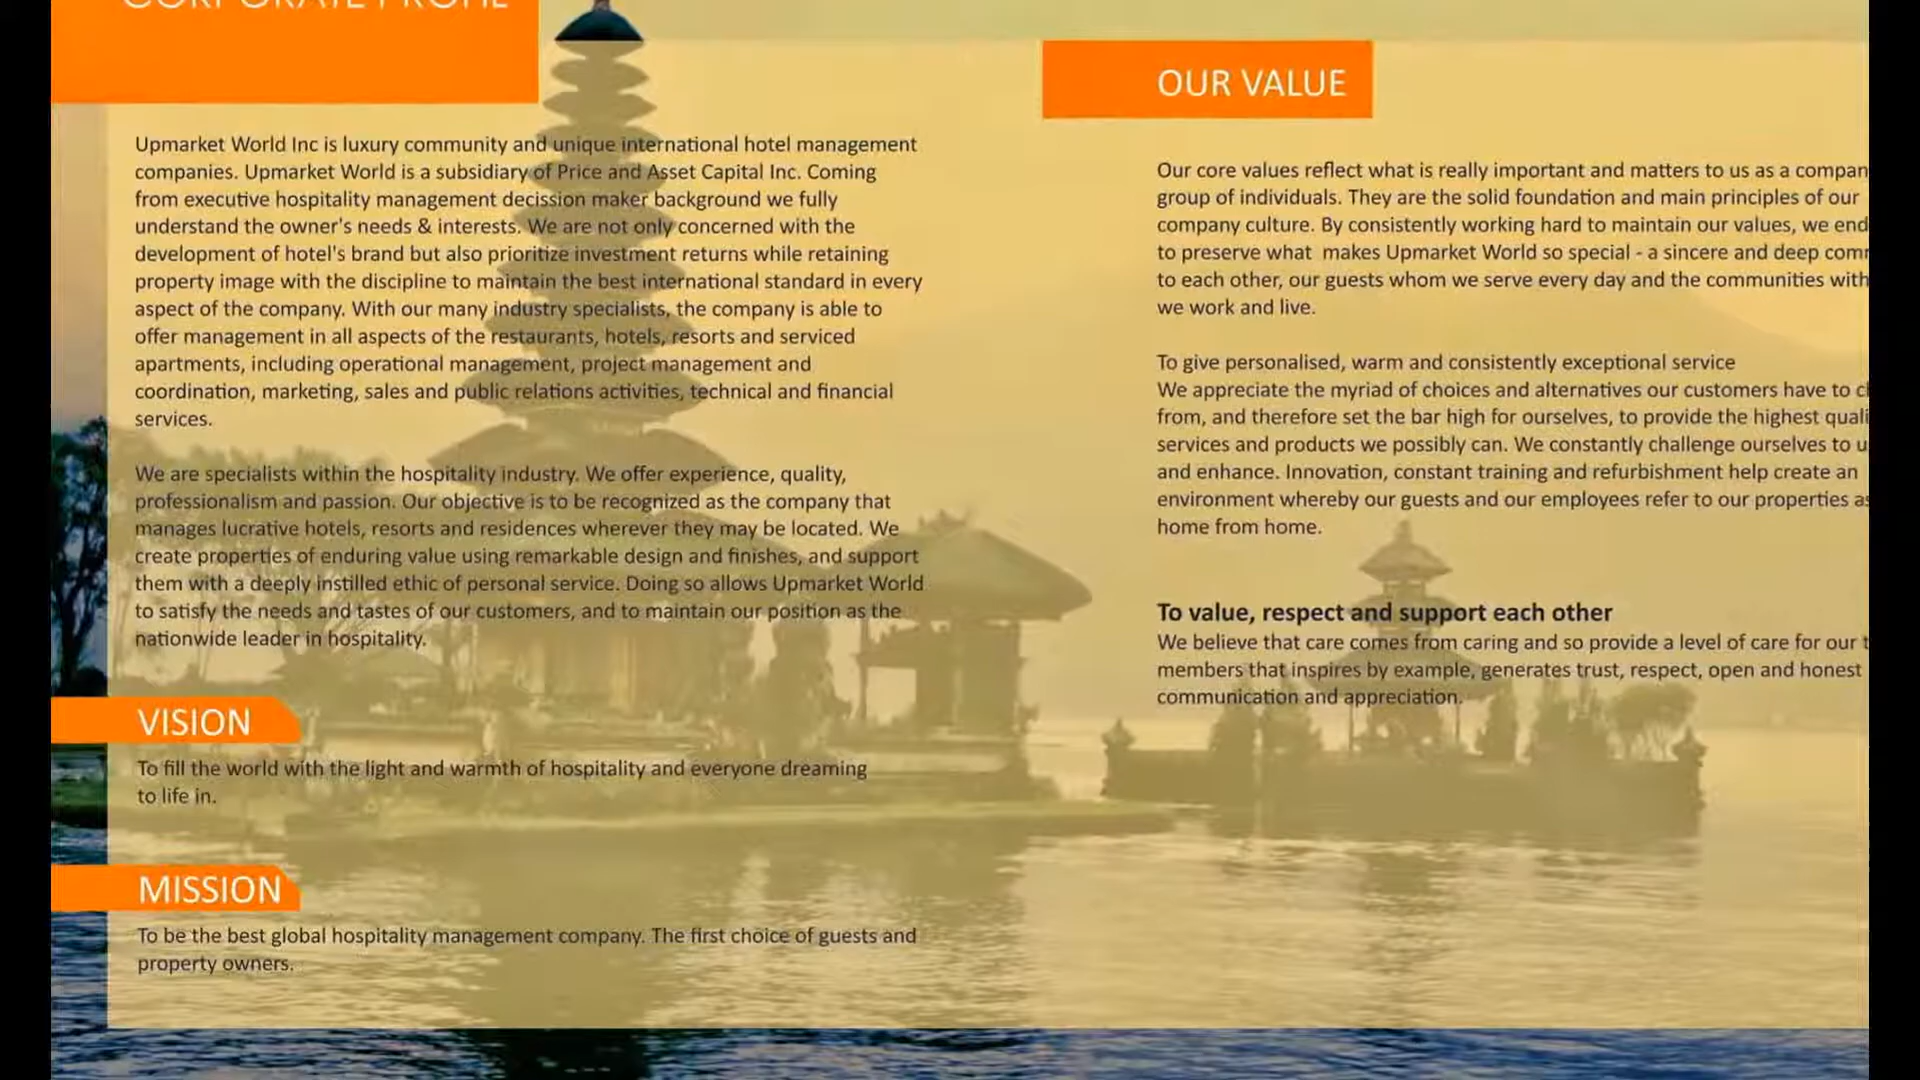 CORPORATE PROFIL
Upmarket World Inc is luxury community and unique international hotel management
companies. Upmarket World is a subsidiary of Price and Asset Capital Inc. Coming
from executive hospitality management decission maker background we fully
understand the owner's needs & interests. We are not only concerned with the
development of hotel's brand but also prioritize investment returns while retaining
property image with the discipline to maintain the best international standard in every
aspect of the company. With our many industry specialists, the company is able to
offer management in all aspects of the restaurants, hotels, resorts and serviced
apartments, including operational management, project management and
coordination, marketing, sales and public relations activities, technical and financial
services.
We are specialists within the hospitality industry. We offer experience, quality,
professionalism and passion. Our objective is to be recognized as the company that
manages lucrative hotels, resorts and residences wherever they may be located. We
create properties of enduring value using remarkable design and finishes, and support
them with a deeply instilled ethic of personal service. Doing so allows Upmarket World
to satisfy the needs and tastes of our customers, and to maintain our position as the
nationwide leader in hospitality.
VISION
To fill the world with the light and warmth of hospitality and everyone dreaming
to life in.
MISSION
To be the best global hospitality management company. The first choice of guests and
property owners.
OUR VALUE
Our core values reflect what is really important and matters to us as a compan
group of individuals. They are the solid foundation and main principles of our
company culture. By consistently working hard to maintain our values, we end
to preserve what makes Upmarket World so special - a sincere and deep com
to each other, our guests whom we serve every day and the communities with
we work and live.
To give personalised, warm and consistently exceptional service
We appreciate the myriad of choices and alternatives our customers have to c
from, and therefore set the bar high for ourselves, to provide the highest quali
services and products we possibly can. We constantly challenge ourselves to u
and enhance. Innovation, constant training and refurbishment help create an
environment whereby our guests and our employees refer to our properties as
home from home.
To value, respect and support each other
We believe that care comes from caring and so provide a level of care for our t
members that inspires by example, generates trust, respect, open and honest
communication and appreciation.